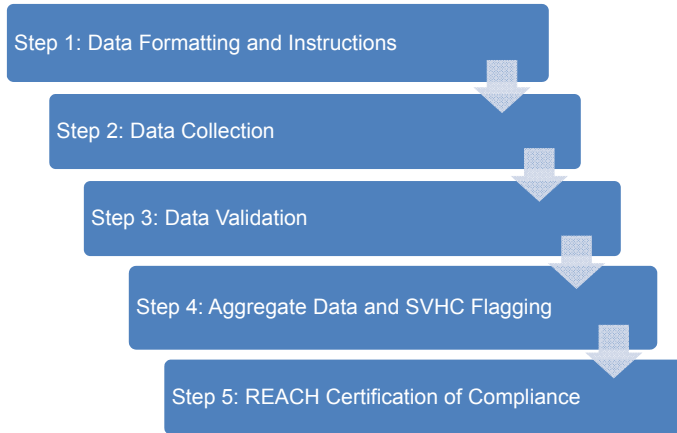 Step 1: Data Formatting and Instructions
Step 2: Data Collection
Step 3: Data Validation
Step 4: Aggregate Data and SVHC Flagging
Step 5: REACH Certification of Compliance